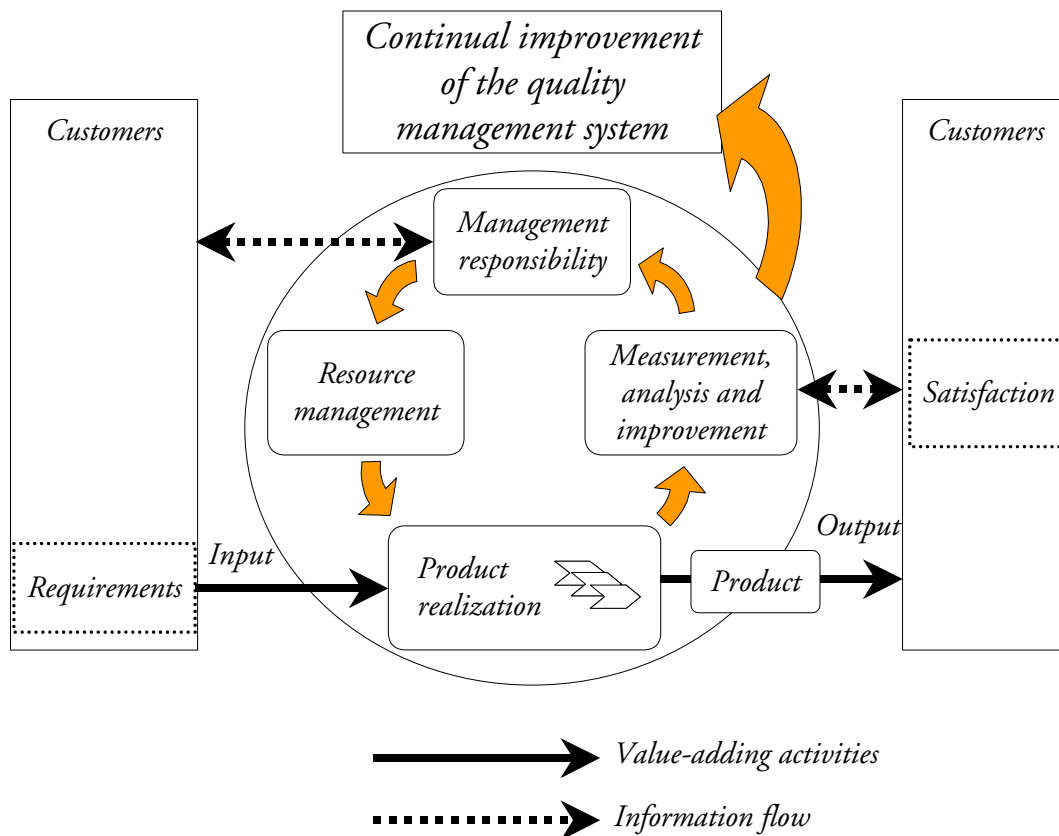 Continual improvement
of the quality
management system
Customers
Customers
Management
responsibility
Resource
management
Measurement,
analysis and
improvement
Satisfaction
Output
Input
Requirements
Product
realization
Product
Value-adding activities
Information flow